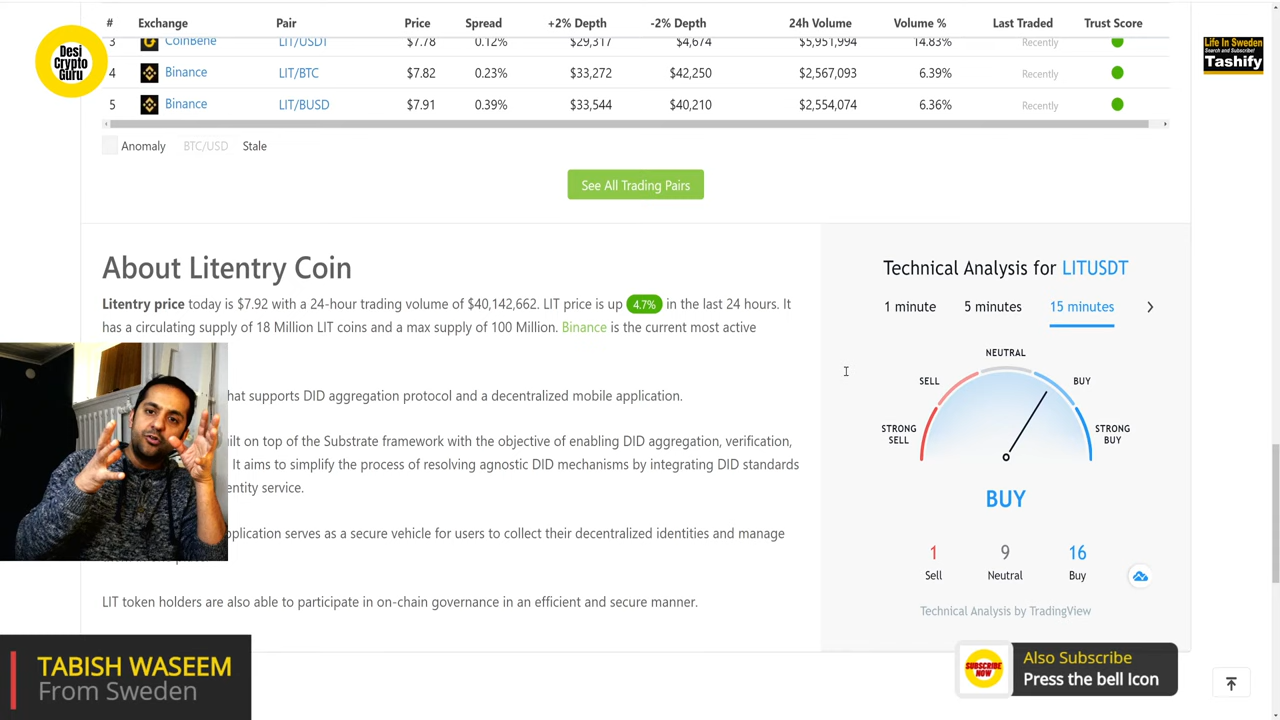 # Exchange Pair Price Spread +2% Depth -2% Depth 24h Volume Volume % Last Traded Trust Score
3 CoinBene LIT/USDT $7.78 0.12% $29,317 $4,674 $5,951,994 14.83% Recently
4 Binance LIT/BTC $7.82 0.23% $33,272 $42,250 $2,567,093 6.39% Recently
5 Binance LIT/BUSD $7.91 0.39% $33,544 $40,210 $2,554,074 6.36% Recently
Desi
Crypto
Guru
Life In Sweden
Search and Subscribe!
Tashify
Anomaly BTC/USD Stale
See All Trading Pairs
About Litentry Coin
Litentry price today is $7.92 with a 24-hour trading volume of $40,142,662. LIT price is up 4.7% in the last 24 hours. It
has a circulating supply of 18 Million LIT coins and a max supply of 100 Million. Binance is the current most active
hat supports DID aggregation protocol and a decentralized mobile application.
ilt on top of the Substrate framework with the objective of enabling DID aggregation, verification,
It aims to simplify the process of resolving agnostic DID mechanisms by integrating DID standards
entity service.
pplication serves as a secure vehicle for users to collect their decentralized identities and manage
LIT token holders are also able to participate in on-chain governance in an efficient and secure manner.
Technical Analysis for LITUSDT
1 minute 5 minutes 15 minutes
NEUTRAL
SELL BUY
STRONG SELL STRONG BUY
BUY
1 9 16
Sell Neutral Buy
Technical Analysis by TradingView
TABISH WASEEM
From Sweden
SUBSCRIBE
NOW
Also Subscribe
Press the bell Icon